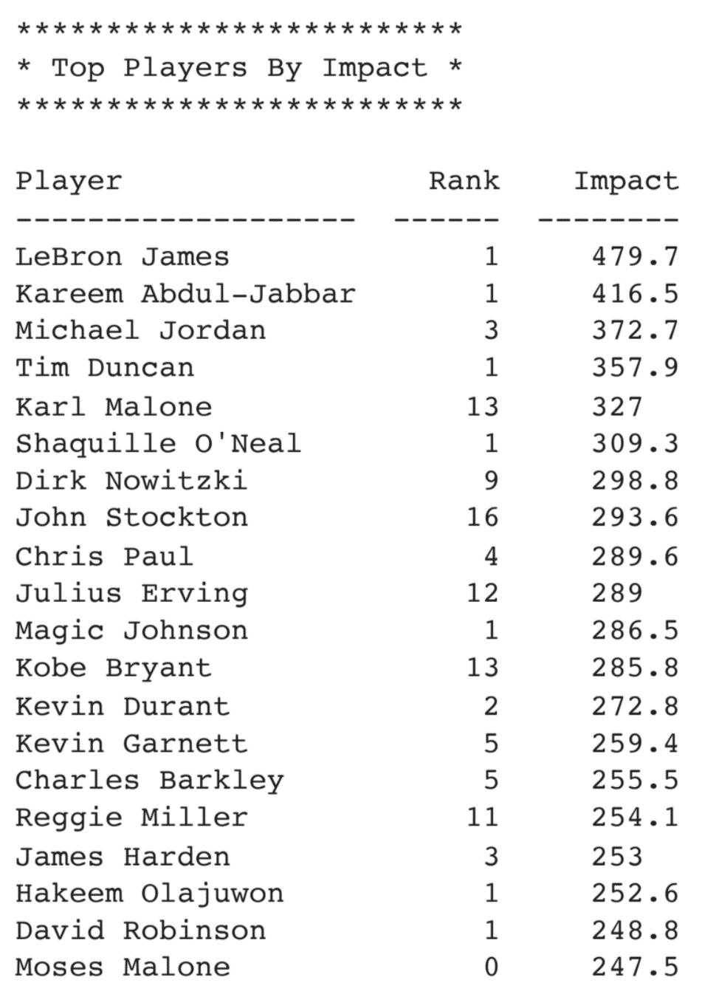 *************************
* Top Players By Impact *
*************************
Player Rank Impact
------------------- ------ --------
LeBron James 1 479.7
Kareem Abdul-Jabbar 1 416.5
Michael Jordan 3 372.7
Tim Duncan 1 357.9
Karl Malone 13 327
Shaquille O'Neal 1 309.3
Dirk Nowitzki 9 298.8
John Stockton 16 293.6
Chris Paul 4 289.6
Julius Erving 12 289
Magic Johnson 1 286.5
Kobe Bryant 13 285.8
Kevin Durant 2 272.8
Kevin Garnett 5 259.4
Charles Barkley 5 255.5
Reggie Miller 11 254.1
James Harden 3 253
Hakeem Olajuwon 1 252.6
David Robinson 1 248.8
Moses Malone 0 247.5